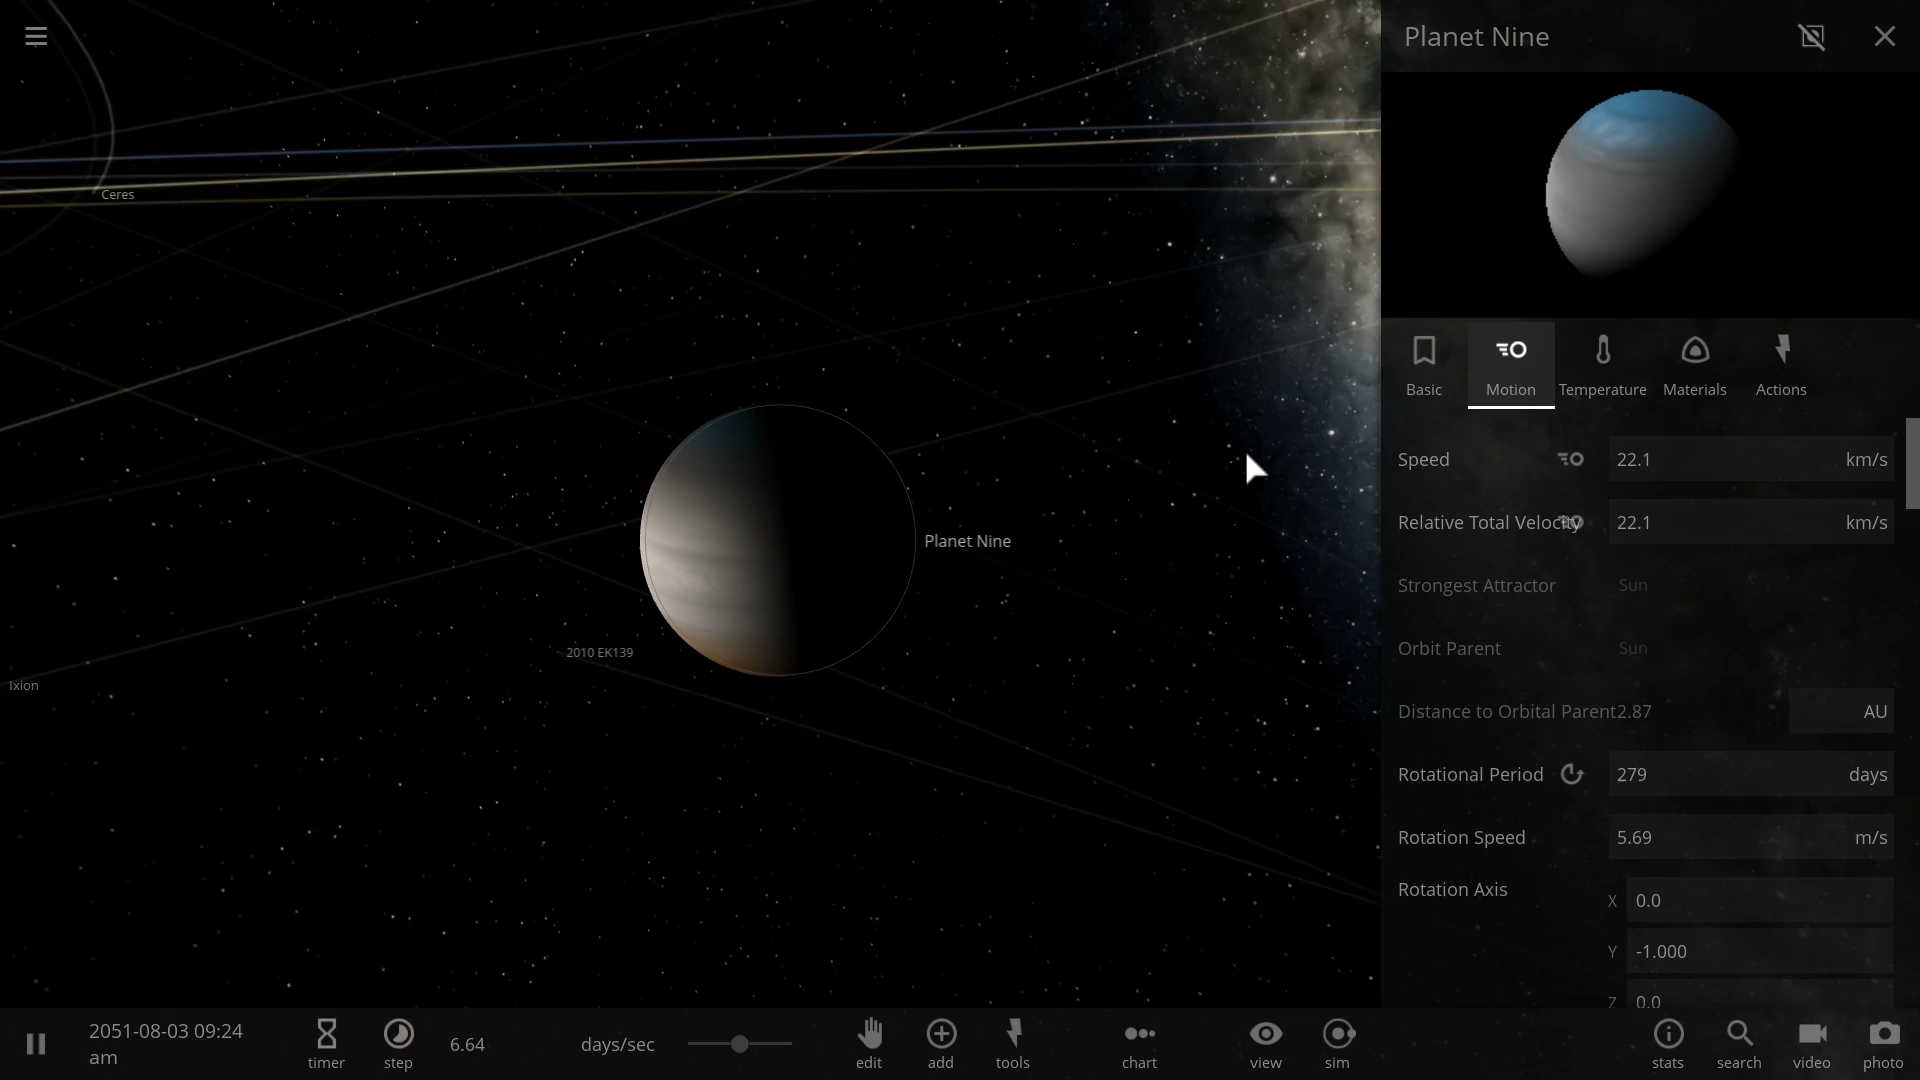 Planet Nine
Ceres
Basic
Motion
Temperature
Materials
Actions
Speed 22.1 km/s
Relative Total Velocity 22.1 km/s
Planet Nine
Strongest Attractor Sun
Orbit Parent Sun
2010 EK139
Ixion
Distance to Orbital Parent 2.87 AU
Rotational Period 279 days
Rotation Speed 5.69 m/s
Rotation Axis
X 0.0
Y -1.000
Z 0.0
2051-08-03 09:24
am
timer
step
6.64 days/sec
edit
add
tools
chart
view
sim
stats
search
video
photo